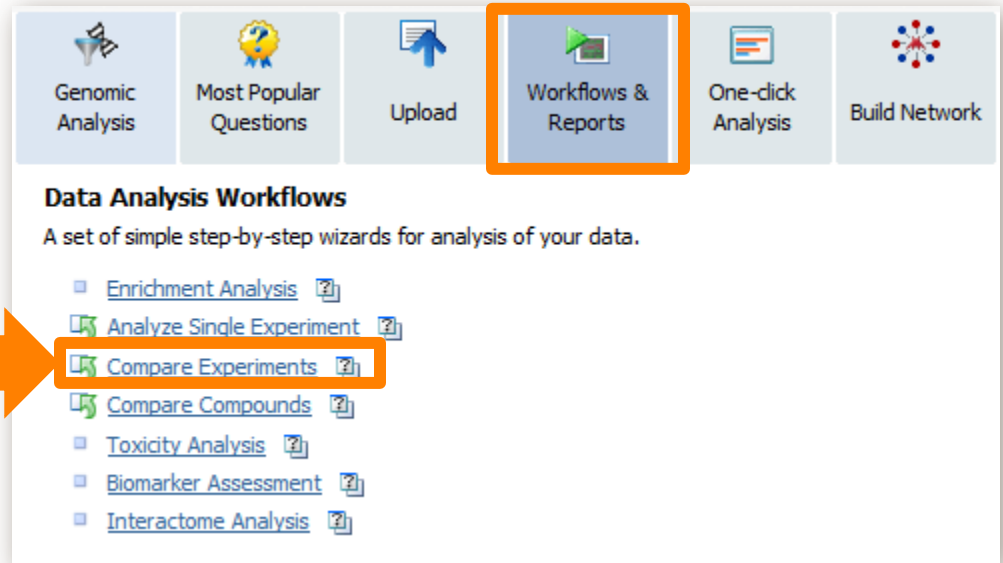 Genomic Analysis
Most Popular Questions
Upload
Workflows & Reports
One-click Analysis
Build Network
Data Analysis Workflows
A set of simple step-by-step wizards for analysis of your data.
Enrichment Analysis
Analyze Single Experiment
Compare Experiments
Compare Compounds
Toxicity Analysis
Biomarker Assessment
Interactome Analysis